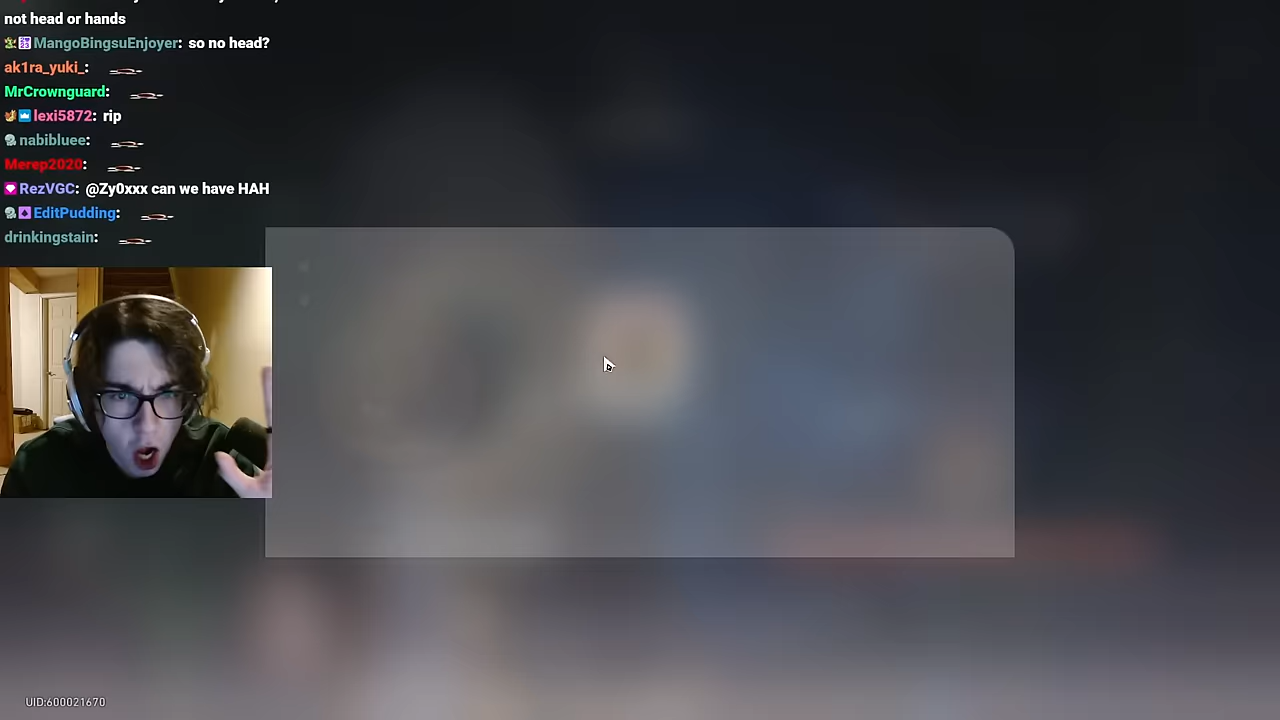 not head or hands
MangoBingsuEnjoyer: so no head?
ak1ra_yuki_:
MrCrownguard:
lexi5872: rip
nabibluee:
Merep2020:
RezVGC: @Zy0xxx can we have HAH
EditPudding:
drinkingstain:
UID:600021670